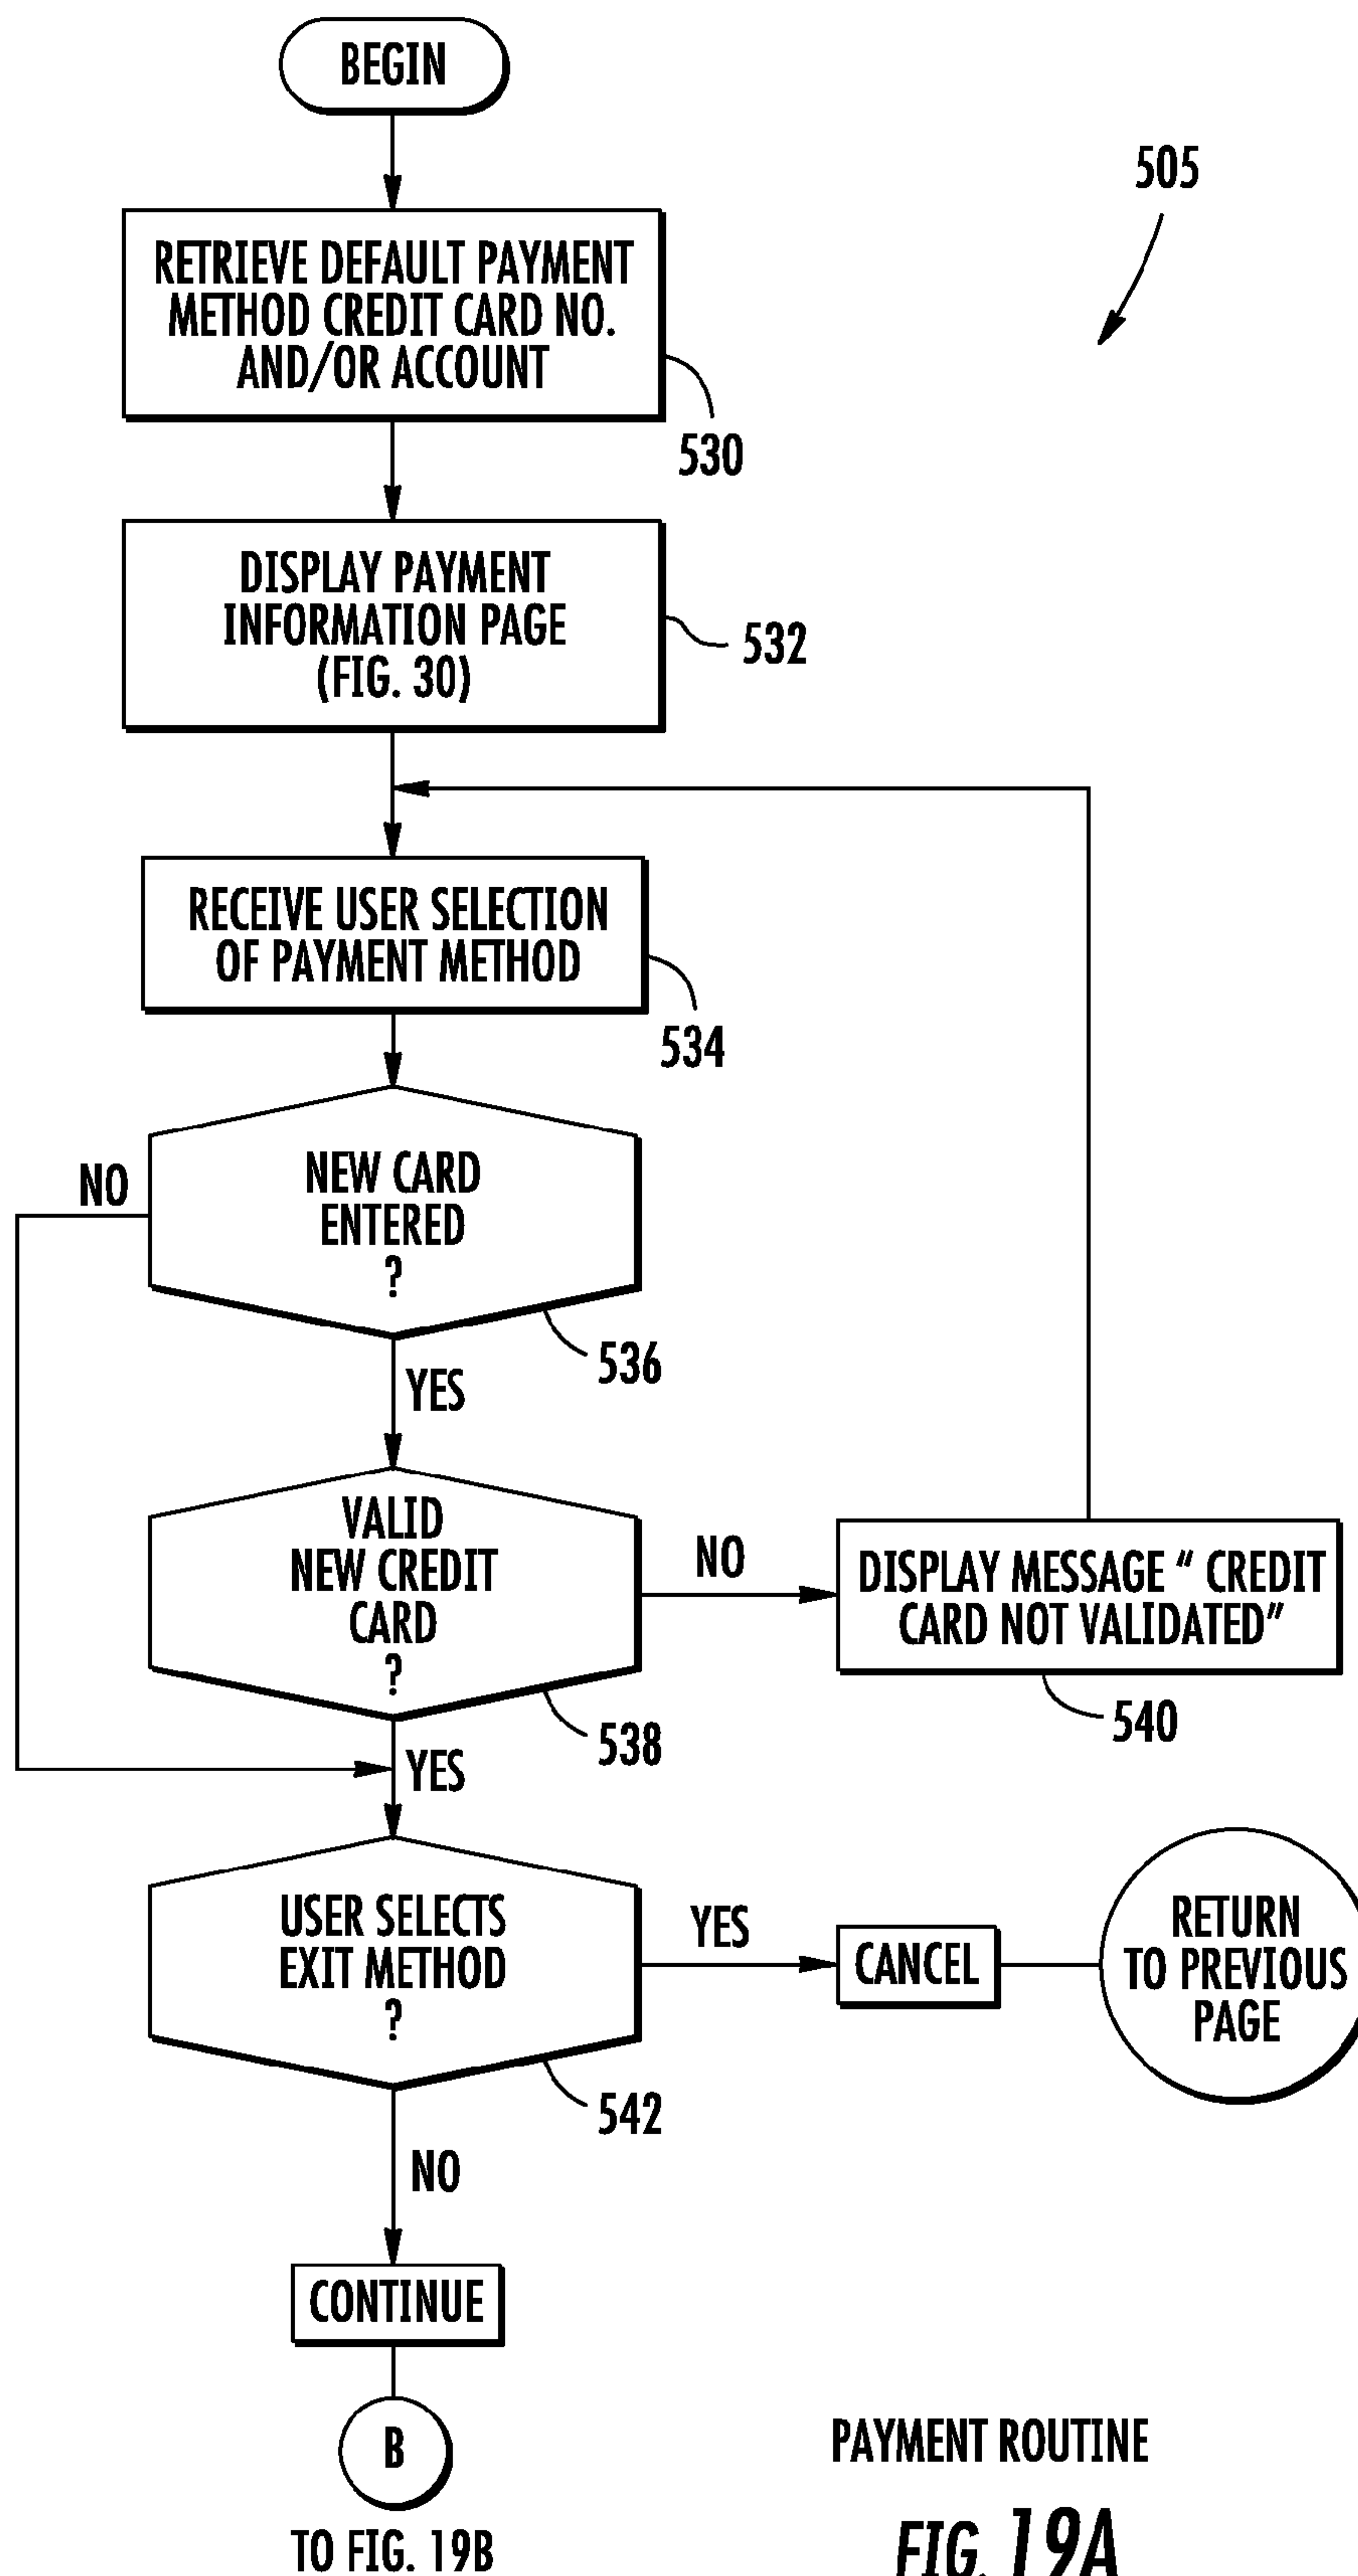 BEGIN
505
RETRIEVE DEFAULT PAYMENT
METHOD CREDIT CARD NO.
AND/OR ACCOUNT
530
DISPLAY PAYMENT
INFORMATION PAGE
(FIG. 30)
532
RECEIVE USER SELECTION
OF PAYMENT METHOD
534
NEW CARD
ENTERED
?
NO
536
YES
VALID
NEW CREDIT
CARD
?
NO
DISPLAY MESSAGE “ CREDIT
CARD NOT VALIDATED”
540
538
YES
USER SELECTS
EXIT METHOD
?
YES
CANCEL
RETURN
TO PREVIOUS
PAGE
542
NO
CONTINUE
B
TO FIG. 19B
PAYMENT ROUTINE
FIG. 19A